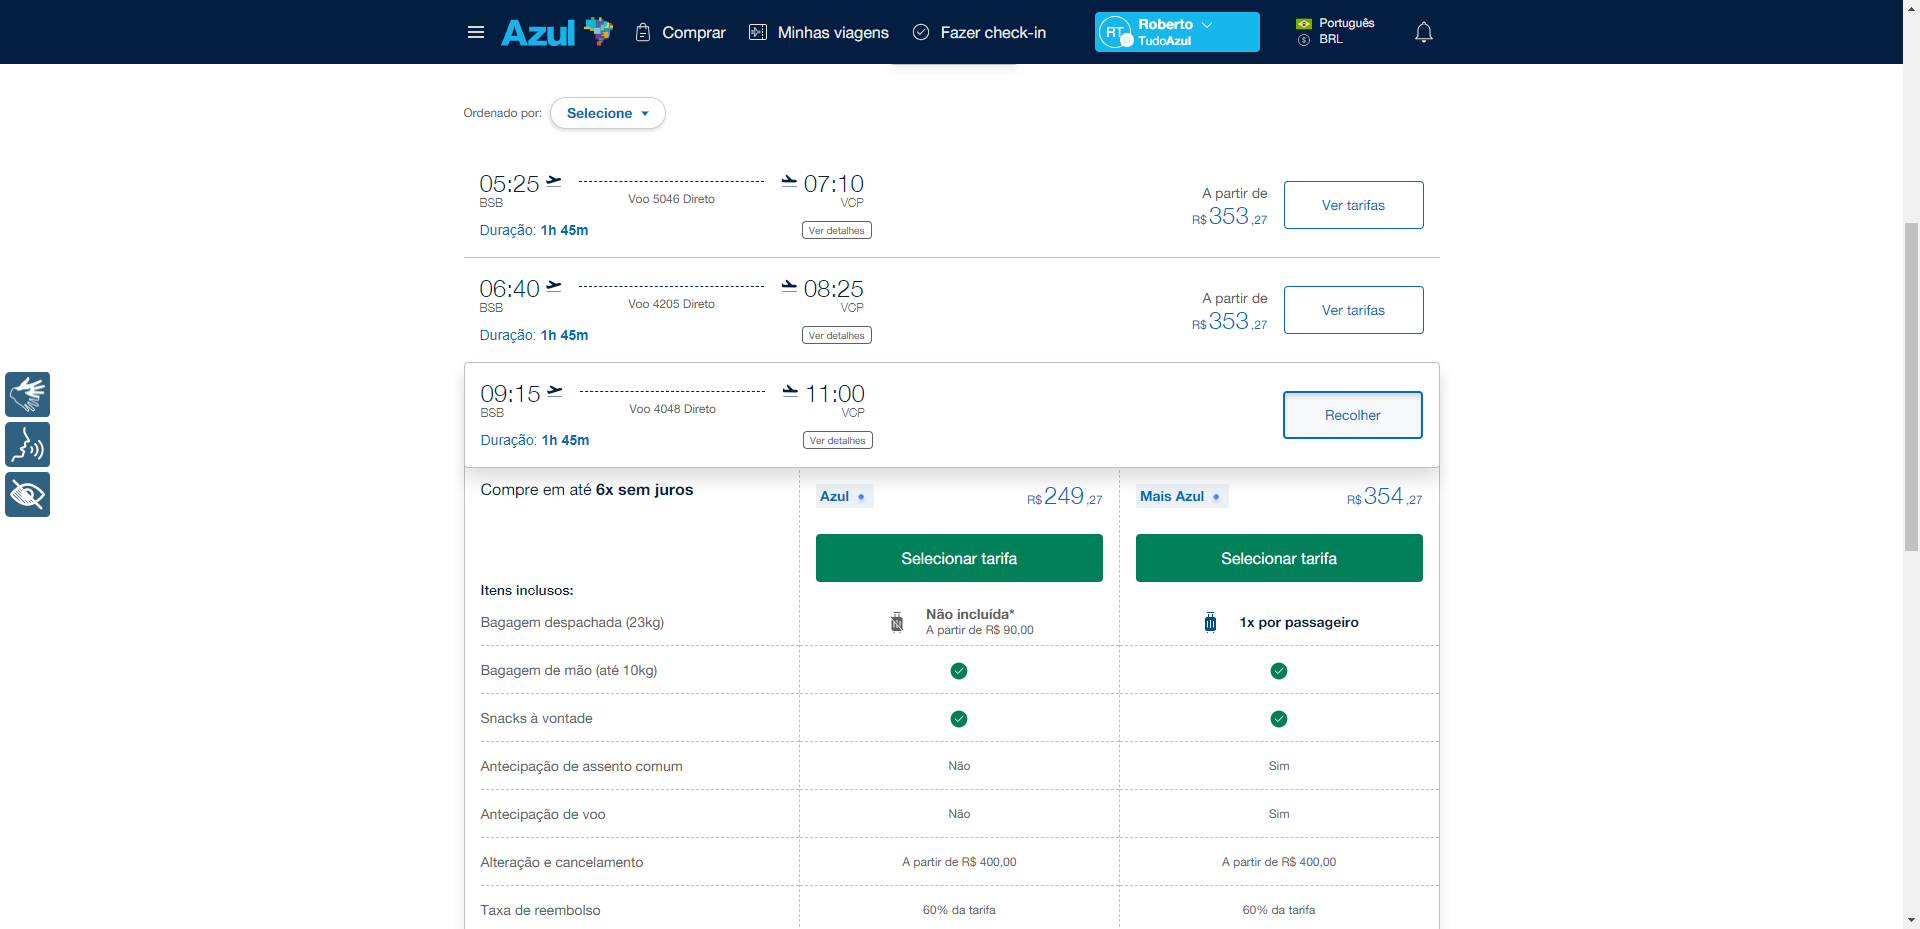 Azul
Comprar
Minhas viagens
Fazer check-in
RT
Roberto
TudoAzul
Português
BRL
Ordenado por:
Selecione
05:25
07:10
BSB
Voo 5046 Direto
VCP
Duração: 1h 45m
Ver detalhes
A partir de
R$353,27
Ver tarifas
06:40
08:25
BSB
Voo 4205 Direto
VCP
Duração: 1h 45m
Ver detalhes
A partir de
R$353,27
Ver tarifas
09:15
11:00
BSB
Voo 4048 Direto
VCP
Duração: 1h 45m
Ver detalhes
Recolher
Compre em até 6x sem juros
Azul
R$249,27
Mais Azul
R$354,27
Selecionar tarifa
Selecionar tarifa
Itens inclusos:
Bagagem despachada (23kg)
Não incluída*
A partir de R$ 90,00
1x por passageiro
Bagagem de mão (até 10kg)
Snacks à vontade
Antecipação de assento comum
Não
Sim
Antecipação de voo
Não
Sim
Alteração e cancelamento
A partir de R$ 400,00
A partir de R$ 400,00
Taxa de reembolso
60% da tarifa
60% da tarifa